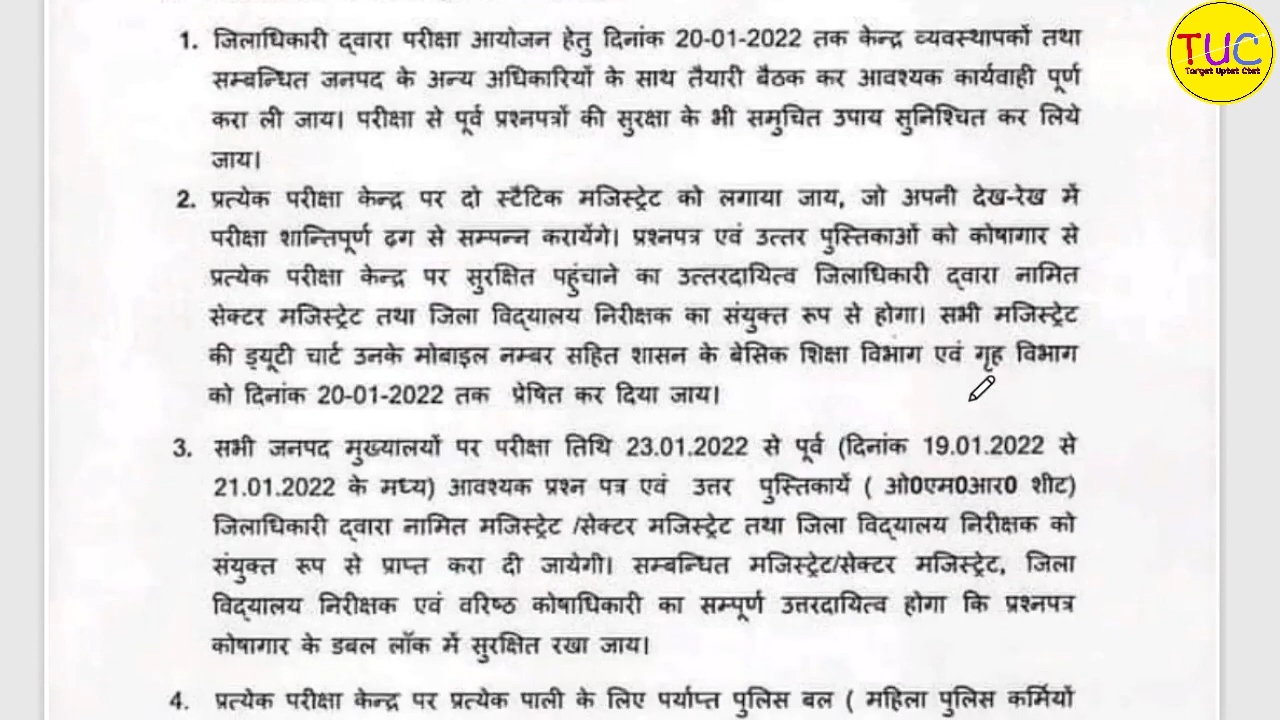 TUC
Target Uptet Ctet
1. जिलाधिकारी द्वारा परीक्षा आयोजन हेतु दिनांक 20-01-2022 तक केन्द्र व्यवस्थापकों तथा
सम्बन्धित जनपद के अन्य अधिकारियों के साथ तैयारी बैठक कर आवश्यक कार्यवाही पूर्ण
करा ली जाय। परीक्षा से पूर्व प्रश्नपत्रों की सुरक्षा के भी समुचित उपाय सुनिश्चित कर लिये
जाय।
2. प्रत्येक परीक्षा केन्द्र पर दो स्टैटिक मजिस्ट्रेट को लगाया जाय, जो अपनी देख-रेख में
परीक्षा शान्तिपूर्ण ढग से सम्पन्न करायेंगे। प्रश्नपत्र एवं उत्तर पुस्तिकाओं को कोषागार से
प्रत्येक परीक्षा केन्द्र पर सुरक्षित पहुंचाने का उत्तरदायित्व जिलाधिकारी द्वारा नामित
सेक्टर मजिस्ट्रेट तथा जिला विद्यालय निरीक्षक का संयुक्त रूप से होगा। सभी मजिस्ट्रेट
की ड्यूटी चार्ट उनके मोबाइल नम्बर सहित शासन के बेसिक शिक्षा विभाग एवं गृह विभाग
को दिनांक 20-01-2022 तक प्रेषित कर दिया जाय।
3. सभी जनपद मुख्यालयों पर परीक्षा तिथि 23.01.2022 से पूर्व (दिनांक 19.01.2022 से
21.01.2022 के मध्य) आवश्यक प्रश्न पत्र एवं उत्तर पुस्तिकायें ( ओ0एम0आर0 शीट)
जिलाधिकारी द्वारा नामित मजिस्ट्रेट /सेक्टर मजिस्ट्रेट तथा जिला विद्यालय निरीक्षक को
संयुक्त रूप से प्राप्त करा दी जायेगी। सम्बन्धित मजिस्ट्रेट/सेक्टर मजिस्ट्रेट, जिला
विद्यालय निरीक्षक एवं वरिष्ठ कोषाधिकारी का सम्पूर्ण उत्तरदायित्व होगा कि प्रश्नपत्र
कोषागार के डबल लॉक में सुरक्षित रखा जाय।
4. प्रत्येक परीक्षा केन्द्र पर प्रत्येक पाली के लिए पर्याप्त पुलिस बल ( महिला पुलिस कर्मियों